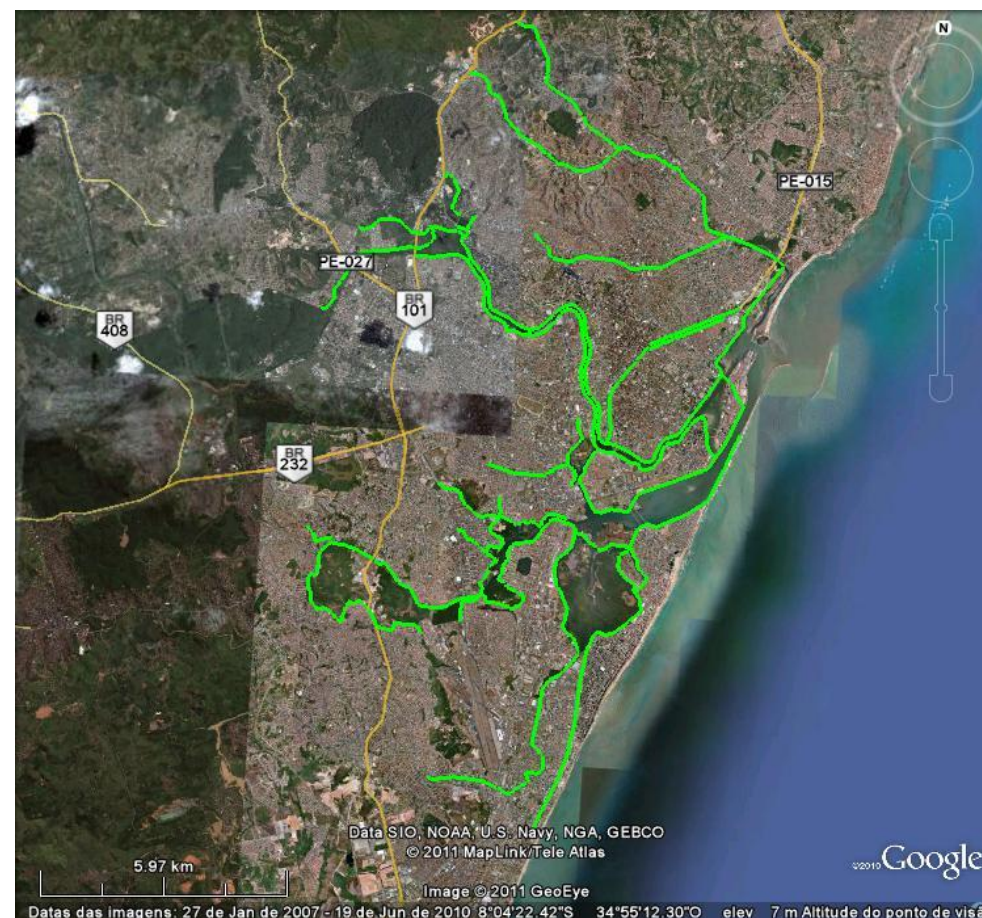 N
PE-015
PE-027
BR
101
BR
408
BR
232
Data SIO, NOAA, U.S. Navy, NGA, GEBCO
© 2011 MapLink/Tele Atlas
5.97 km
Image © 2011 GeoEye
©2010 Google
Datas das imagens: 27 de Jan de 2007 - 19 de Jun de 2010 8°04'22.42"S 34°55'12.30"O elev 7 m Altitude do ponto de visã